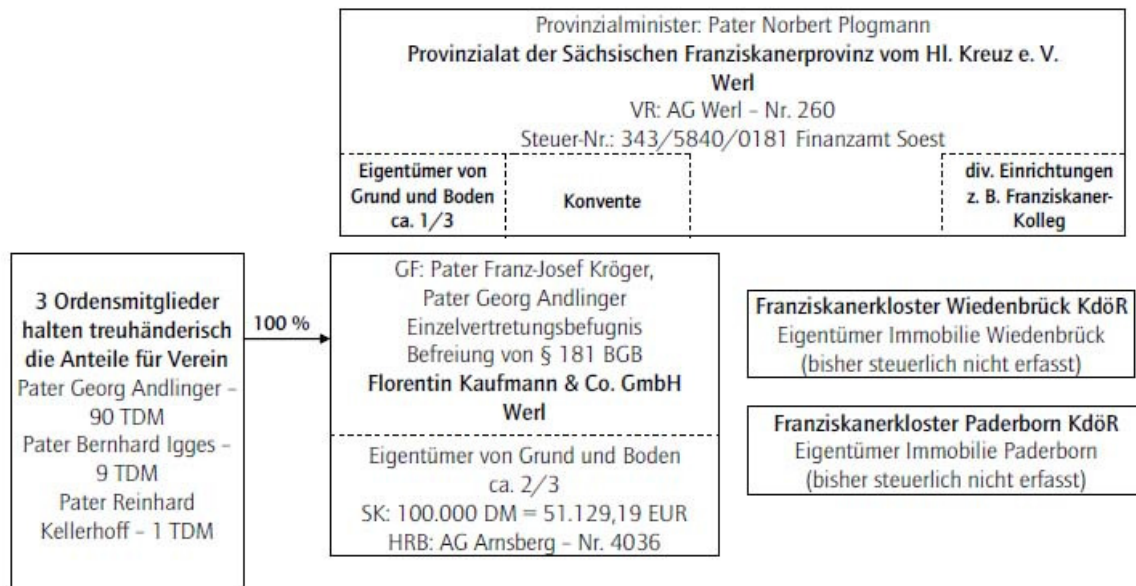 Provinzialminister: Pater Norbert Plogmann
Provinzialat der Sächsischen Franziskanerprovinz vom Hl. Kreuz e. V.
Werl
VR: AG Werl – Nr. 260
Steuer-Nr.: 343/5840/0181 Finanzamt Soest
Eigentümer von
Grund und Boden
ca. 1/3
Konvente
div. Einrichtungen
z. B. Franziskaner-
Kolleg
3 Ordensmitglieder
halten treuhänderisch
die Anteile für Verein
Pater Georg Andlinger –
90 TDM
Pater Bernhard Igges –
9 TDM
Pater Reinhard
Kellerhoff – 1 TDM
100 %
GF: Pater Franz-Josef Kröger,
Pater Georg Andlinger
Einzelvertretungsbefugnis
Befreiung von § 181 BGB
Florentin Kaufmann & Co. GmbH
Werl
Eigentümer von Grund und Boden
ca. 2/3
SK: 100.000 DM = 51.129,19 EUR
HRB: AG Arnsberg – Nr. 4036
Franziskanerkloster Wiedenbrück KdöR
Eigentümer Immobilie Wiedenbrück
(bisher steuerlich nicht erfasst)
Franziskanerkloster Paderborn KdöR
Eigentümer Immobilie Paderborn
(bisher steuerlich nicht erfasst)